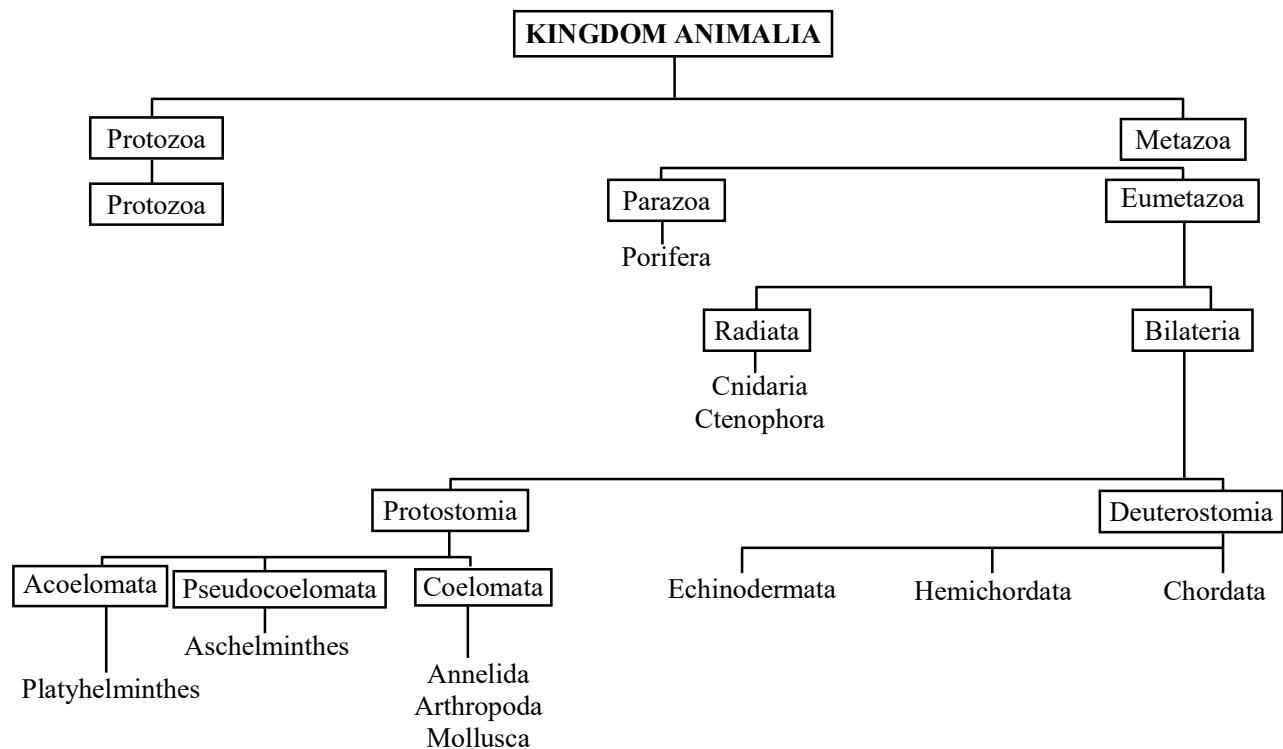 KINGDOM ANIMALIA
Protozoa
Metazoa
Protozoa
Parazoa
Eumetazoa
Porifera
Radiata
Bilateria
Cnidaria
Ctenophora
Protostomia
Deuterostomia
Acoelomata
Pseudocoelomata
Coelomata
Echinodermata
Hemichordata
Chordata
Aschelminthes
Platyhelminthes
Annelida
Arthropoda
Mollusca